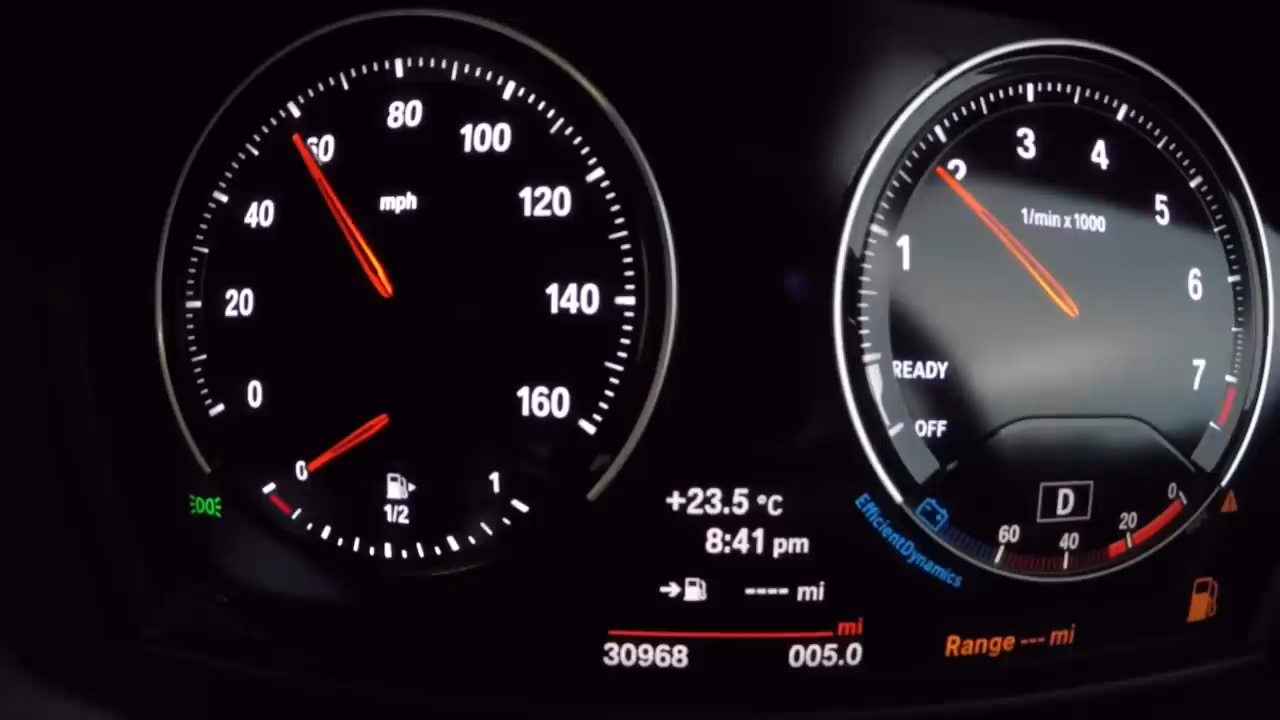 80
60
100
40
mph
120
20
140
0
160
0
1
1/2
3
2
4
1/min x 1000
5
1
6
READY
7
OFF
EfficientDynamics
D
60
40
20
0
+23.5 °C
8:41 pm
---- mi
mi
30968 005.0
Range --- mi